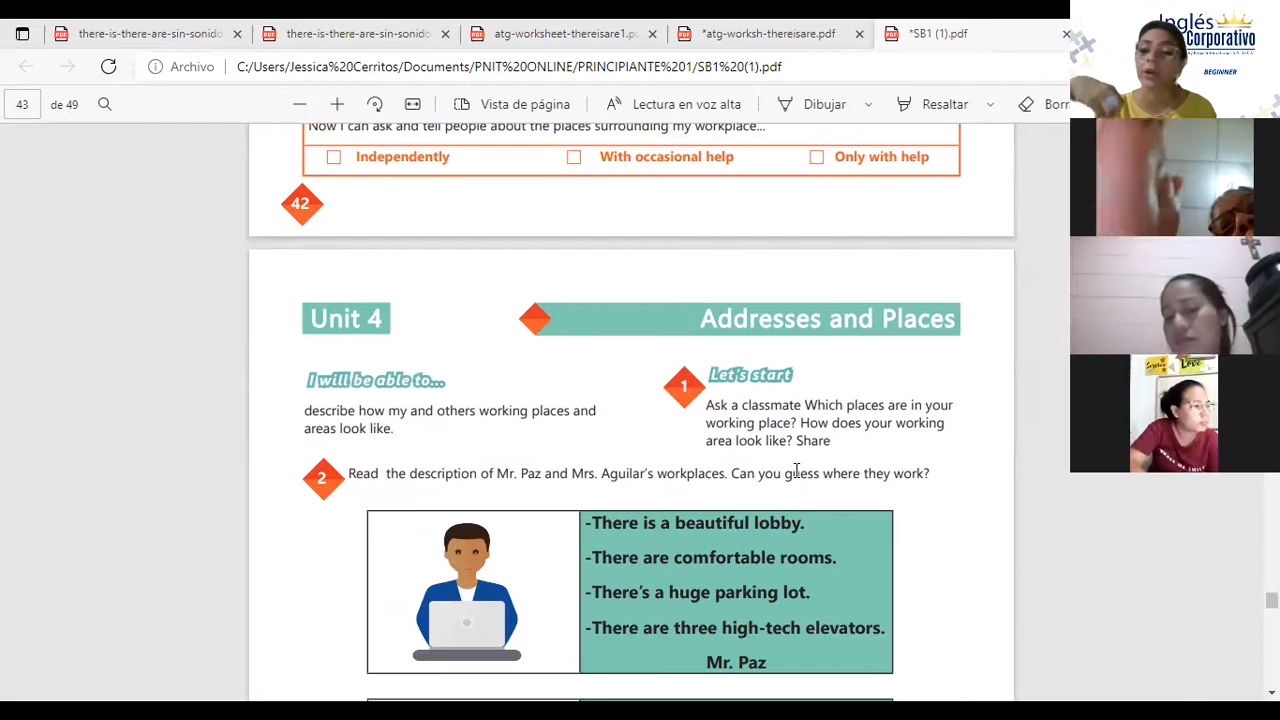 there-is-there-are-sin-sonido
there-is-there-are-sin-sonido
atg-worksheet-thereisare1.pc
*atg-worksh-thereisare.pdf
*SB1 (1).pdf
Archivo
C:/Users/Jessica%20Cerritos/Documents/PNIT%20ONLINE/PRINCIPIANTE%201/SB1%20(1).pdf
43
de 49
Vista de página
Lectura en voz alta
Dibujar
Resaltar
Borr
Inglés
Corporativo
BEGINNER
Now I can ask and tell people about the places surrounding my workplace...
Independently
With occasional help
Only with help
42
Unit 4
Addresses and Places
I will be able to...
describe how my and others working places and
areas look like.
1
Let's start
Ask a classmate Which places are in your
working place? How does your working
area look like? Share
2
Read the description of Mr. Paz and Mrs. Aguilar's workplaces. Can you guess where they work?
-There is a beautiful lobby.
-There are comfortable rooms.
-There's a huge parking lot.
-There are three high-tech elevators.
Mr. Paz
Love